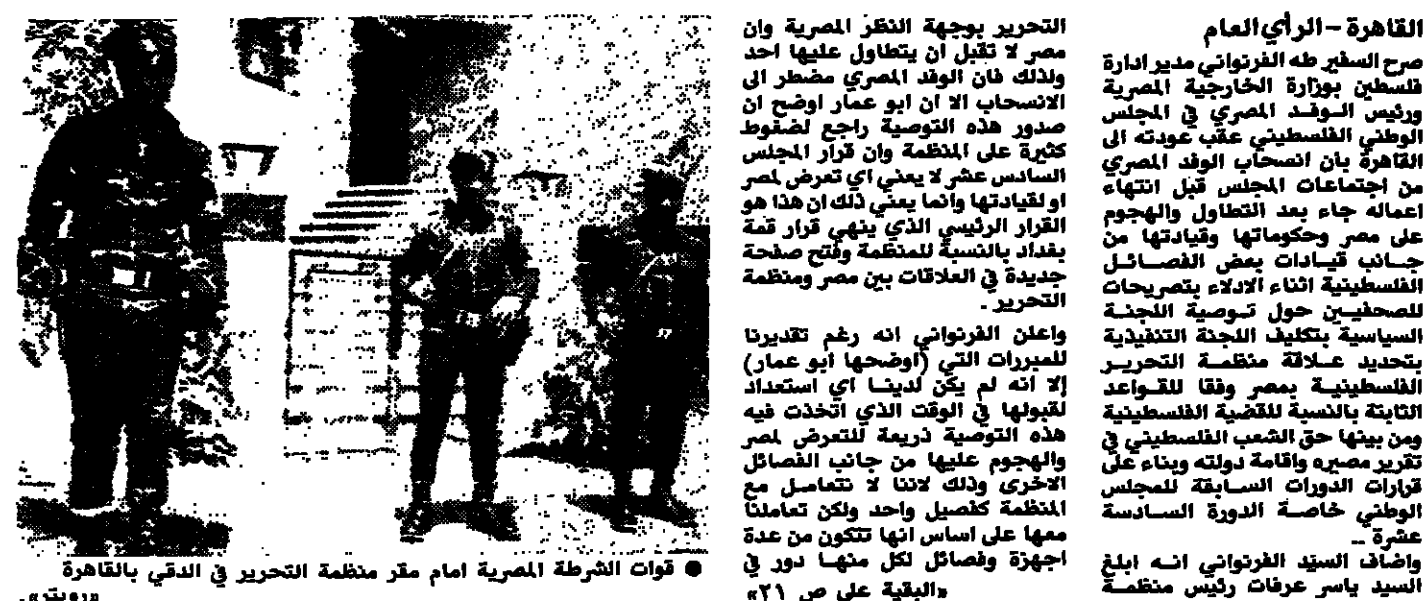 القاهرة - الرأي العام
صرح السفير طه الفرنواني مدير ادارة
فلسطين بوزارة الخارجية المصرية
ورئيس الوفد المصري في المجلس
الوطني الفلسطيني عقب عودته الى
القاهرة بان انسحاب الوفد المصري
من اجتماعات المجلس قبل انتهاء
اعماله جاء بعد التطاول والهجوم
على مصر وحكوماتها وقيادتها من
جانب قيادات بعض الفصائل
الفلسطينية اثناء الادلاء بتصريحات
للصحفيين حول توصية اللجنة
السياسية بتكليف اللجنة التنفيذية
بتحديد علاقة منظمة التحرير
الفلسطينية بمصر وفقا للقواعد
الثابتة بالنسبة للقضية الفلسطينية
ومن بينها حق الشعب الفلسطيني في
تقرير مصيره واقامة دولته وبناء على
قرارات الدورات السابقة للمجلس
الوطني خاصة الدورة السادسة
عشرة ..
واضاف السيد الفرنواني انه ابلغ
السيد ياسر عرفات رئيس منظمة
التحرير بوجهة النظر المصرية وان
مصر لا تقبل ان يتطاول عليها احد
ولذلك فان الوفد المصري مضطر الى
الانسحاب الا ان ابو عمار اوضح ان
صدور هذه التوصية راجع لضغوط
كثيرة على المنظمة وان قرار المجلس
السادس عشر لا يعني اي تعرض لمصر
او لقيادتها وانما يعني ذلك ان هذا هو
القرار الرئيسي الذي ينهي قرار قمة
بغداد بالنسبة للمنظمة وفتح صفحة
جديدة في العلاقات بين مصر ومنظمة
التحرير .
واعلن الفرنواني انه رغم تقديرنا
للمبررات التي (اوضحها ابو عمار)
إلا انه لم يكن لدينا اي استعداد
لقبولها في الوقت الذي اتخذت فيه
هذه التوصية ذريعة للتعرض لمصر
والهجوم عليها من جانب الفصائل
الاخرى وذلك لاننا لا نتعامل مع
المنظمة كفصيل واحد ولكن تعاملنا
معها على اساس انها تتكون من عدة
اجهزة وفصائل لكل منها دور في
«البقية على ص ٢١»
● قوات الشرطة المصرية امام مقر منظمة التحرير في الدقي بالقاهرة
«رويتر».